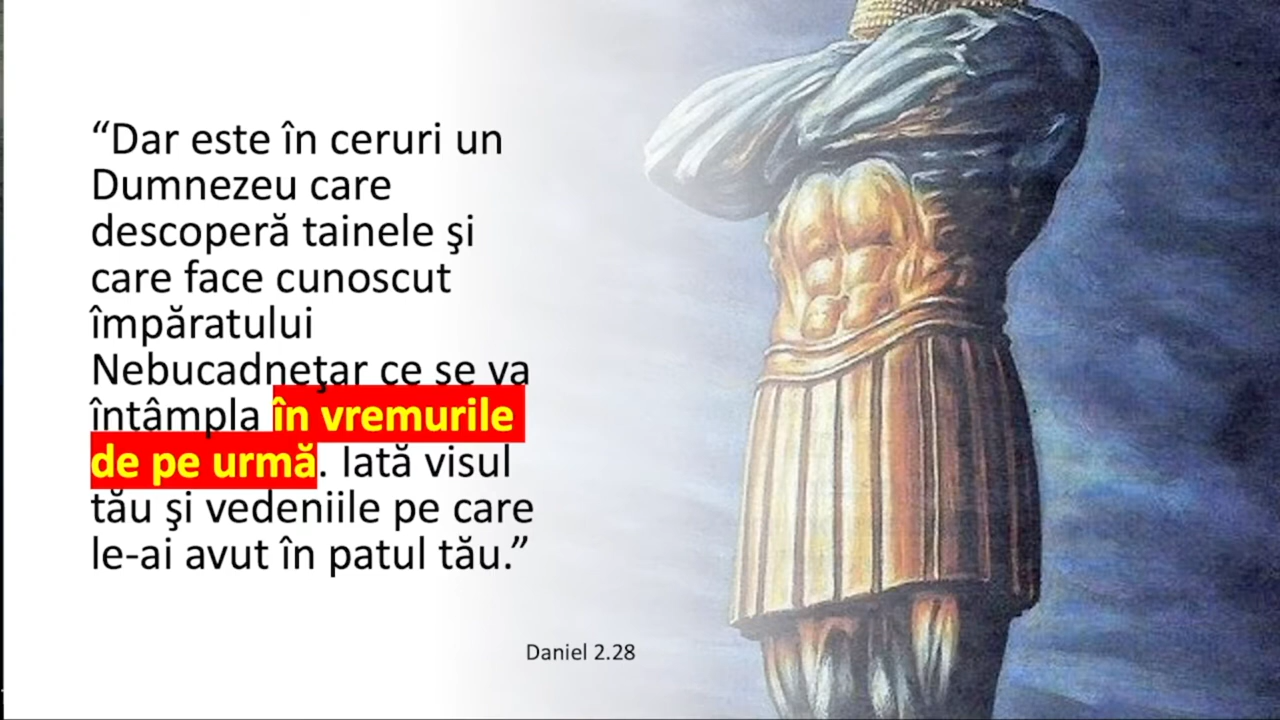 “Dar este în ceruri un
Dumnezeu care
descoperă tainele şi
care face cunoscut
împăratului
Nebucadneţar ce se va
întâmpla în vremurile
de pe urmă. Iată visul
tău şi vedeniile pe care
le-ai avut în patul tău.”
Daniel 2.28